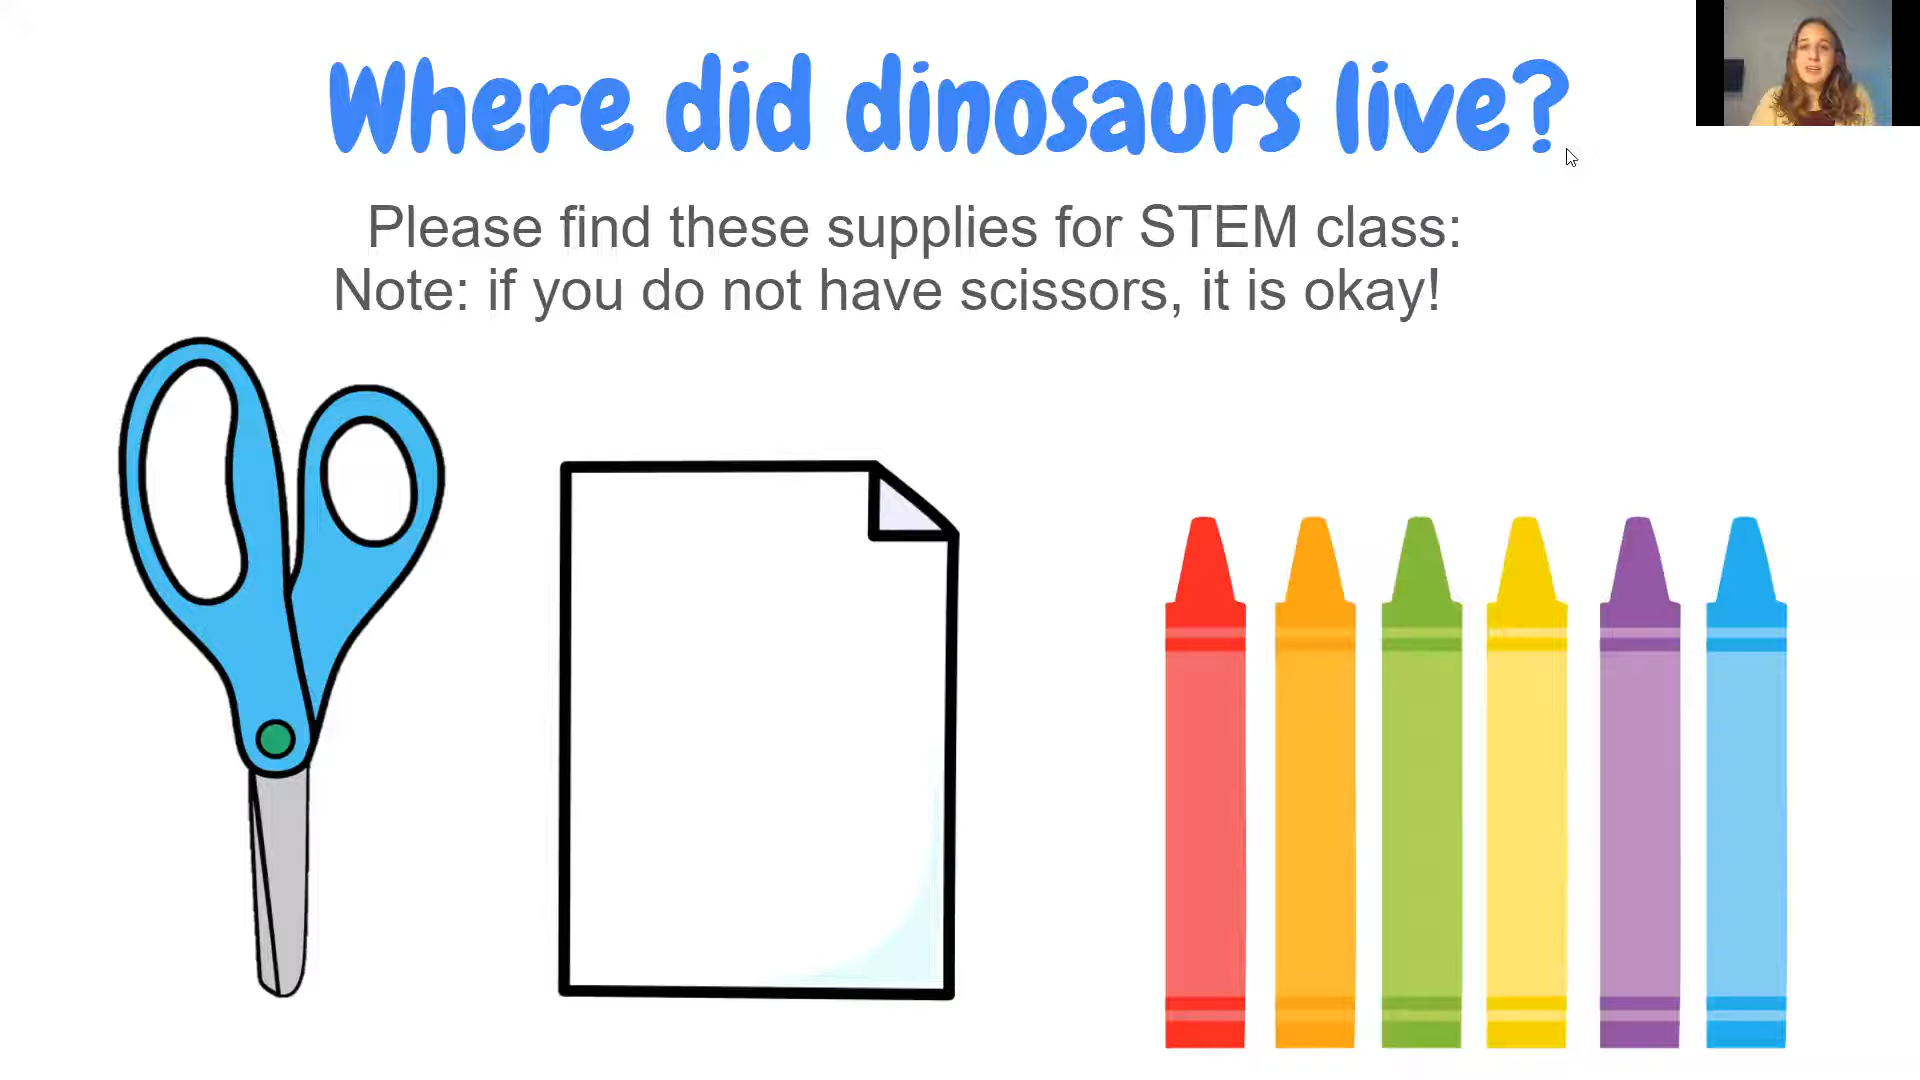 Where did dinosaurs live?
Please find these supplies for STEM class:
Note: if you do not have scissors, it is okay!